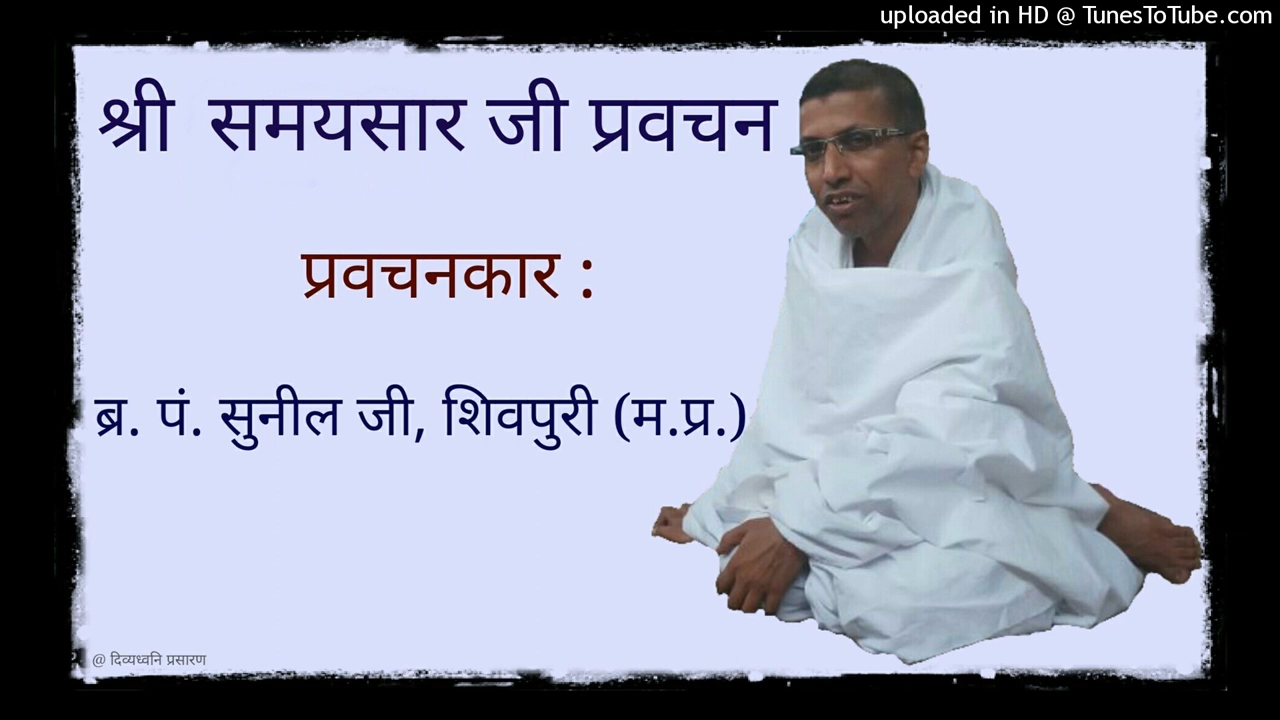 uploaded in HD @ TunesToTube.com
श्री समयसार जी प्रवचन
प्रवचनकार :
ब्र. पं. सुनील जी, शिवपुरी (म.प्र.)
@ दिव्यध्वनि प्रसारण